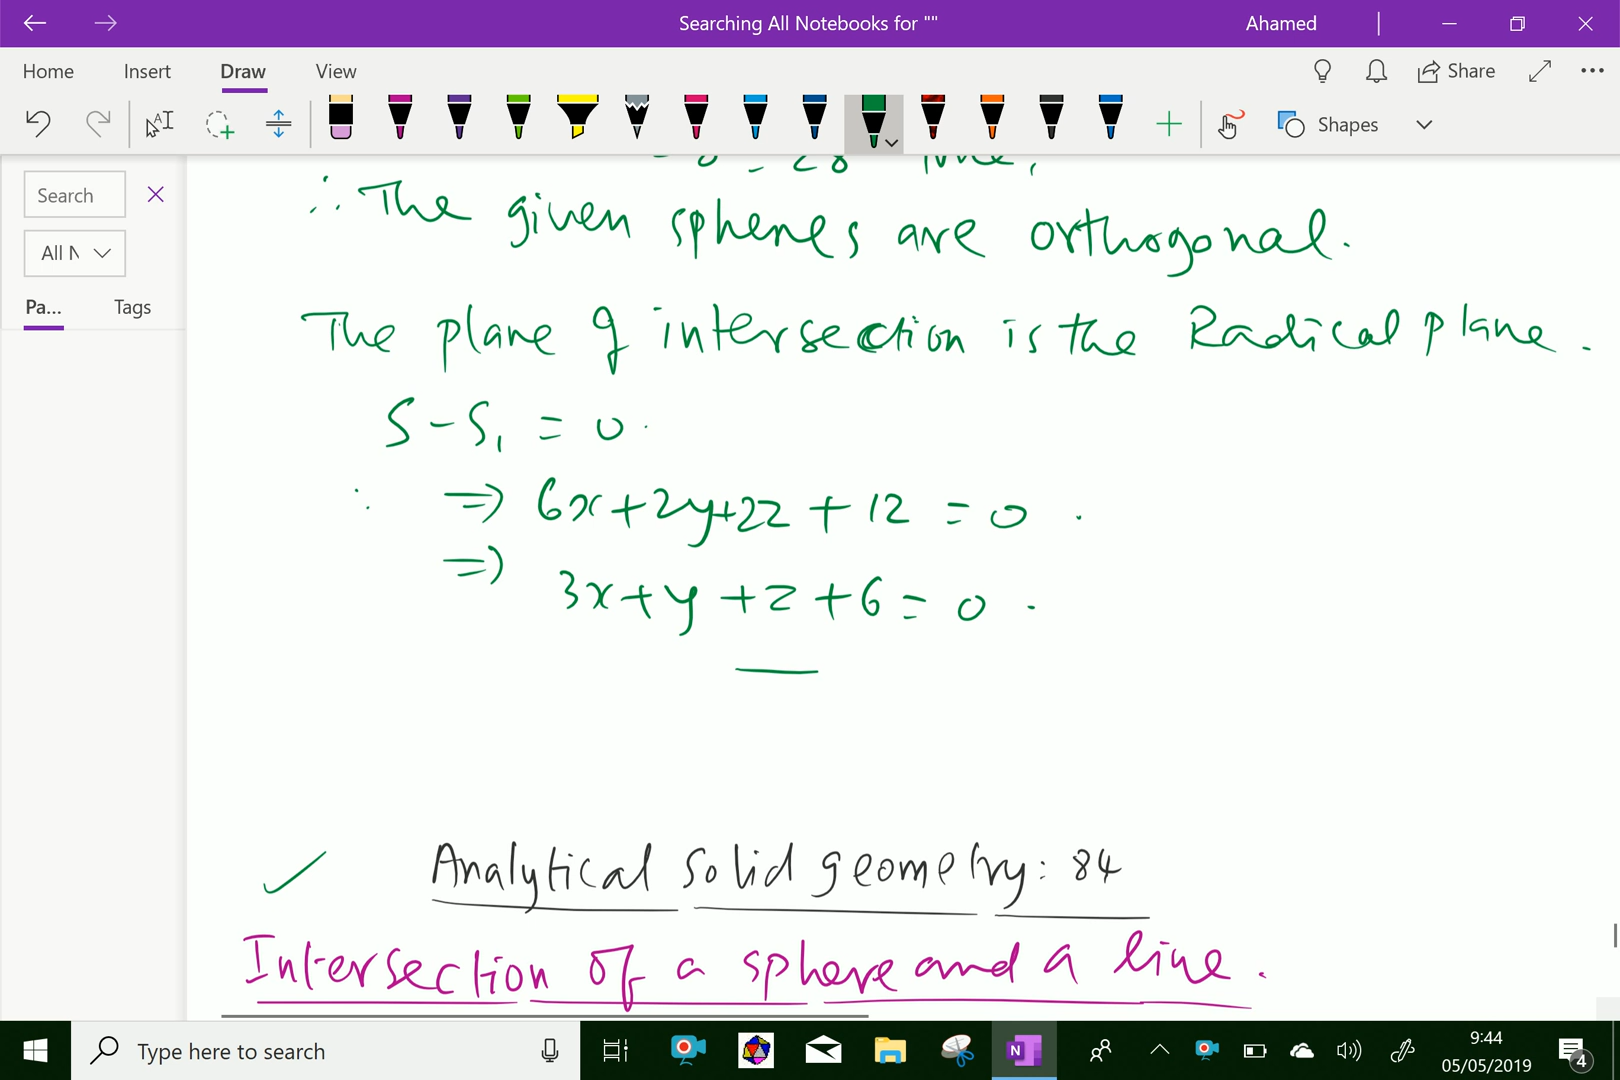 Searching All Notebooks for ""
Ahamed
Home Insert Draw View
Share
Shapes
Search
All N
Pa... Tags
= 28
∴ The given spheres are orthogonal.
The plane of intersection is the Radical plane.
S - S₁ = 0.
⇒ 6x+2y+2z+12 = 0.
⇒
3x+y+z+6 = 0.
Analytical solid geometry: 84
Intersection of a sphere and a line.
Type here to search
N
9:44
05/05/2019
4